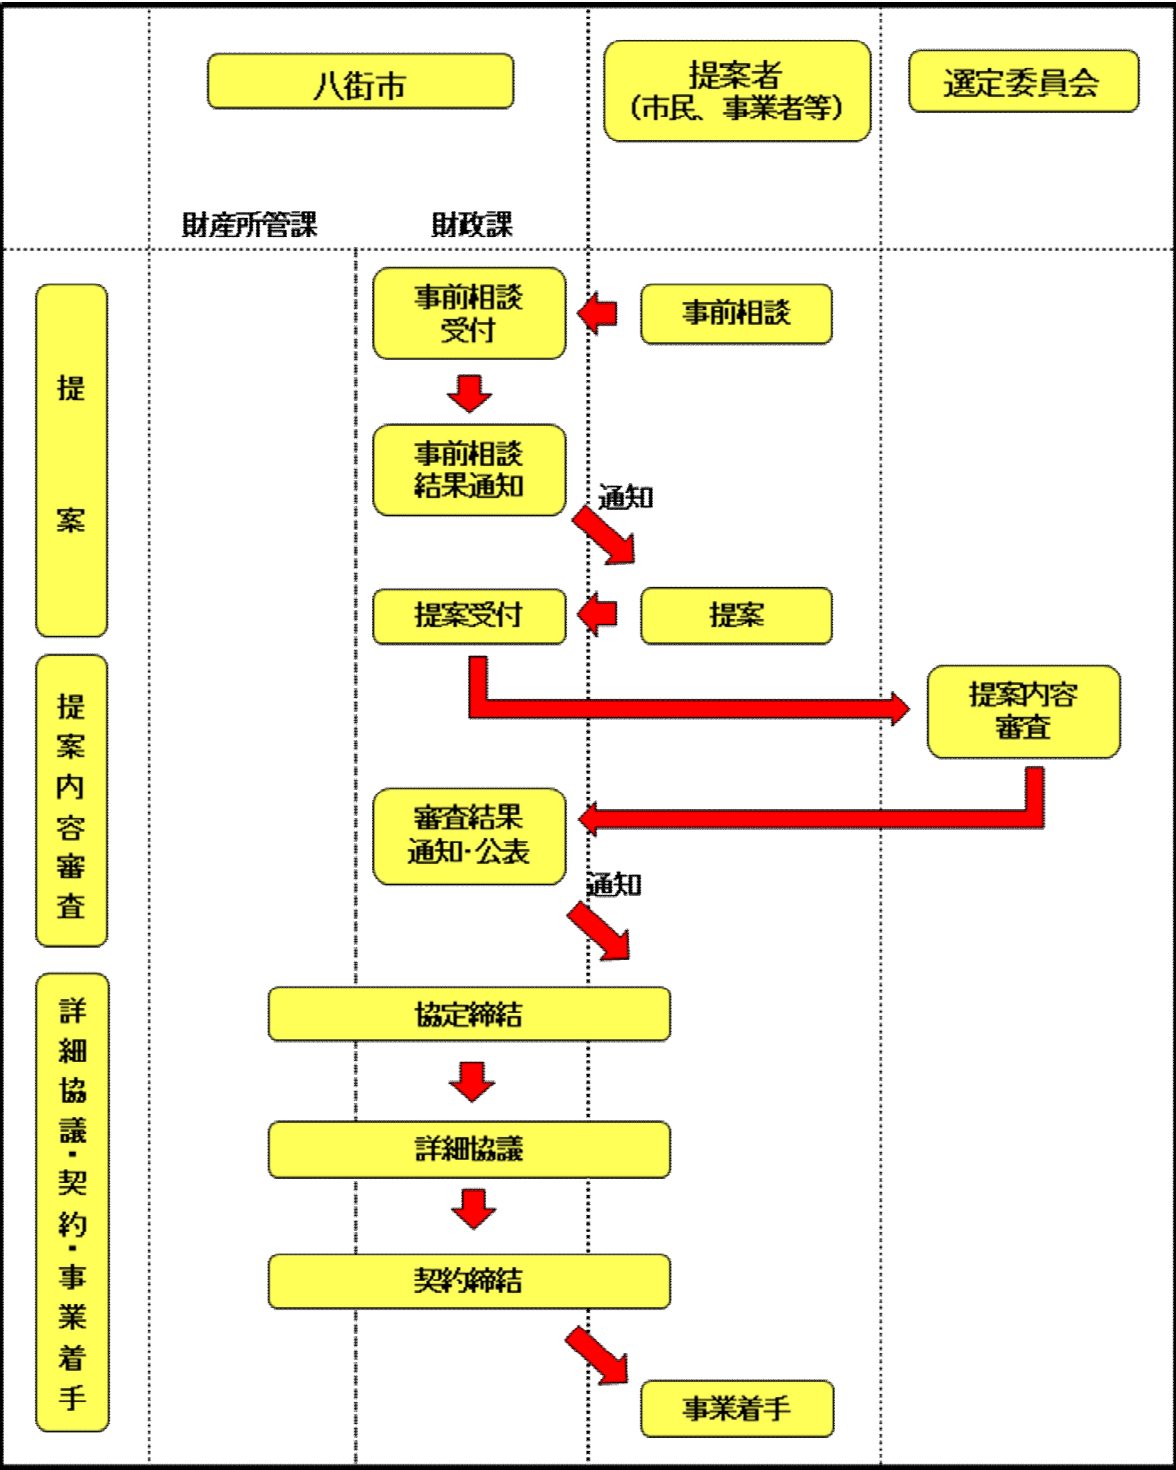 八街市
提案者
（市民、事業者等）
選定委員会
財産所管課
財政課
提案
事前相談
受付
事前相談
事前相談
結果通知
通知
提案受付
提案
提案内容審査
提案内容
審査
審査結果
通知・公表
通知
詳細協議・契約・事業着手
協定締結
詳細協議
契約締結
事業着手